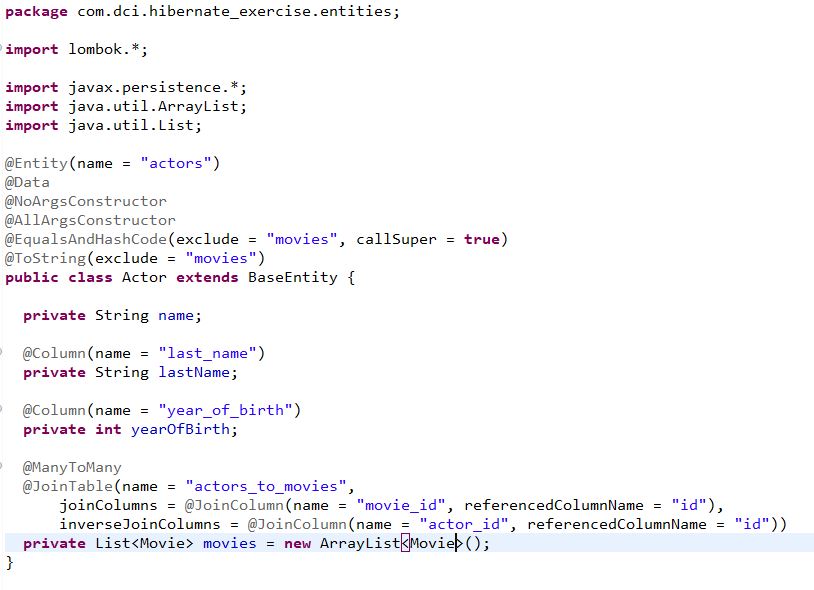 package com.dci.hibernate_exercise.entities;
import lombok.*;
import javax.persistence.*;
import java.util.ArrayList;
import java.util.List;
@Entity(name = "actors")
@Data
@NoArgsConstructor
@AllArgsConstructor
@EqualsAndHashCode(exclude = "movies", callSuper = true)
@ToString(exclude = "movies")
public class Actor extends BaseEntity {
private String name;
@Column(name = "last_name")
private String lastName;
@Column(name = "year_of_birth")
private int yearOfBirth;
@ManyToMany
@JoinTable(name = "actors_to_movies",
joinColumns = @JoinColumn(name = "movie_id", referencedColumnName = "id"),
inverseJoinColumns = @JoinColumn(name = "actor_id", referencedColumnName = "id"))
private List<Movie> movies = new ArrayList<Movie>();
}